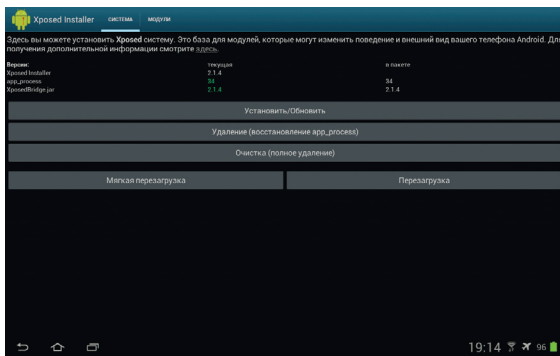 Xposed Installer СИСТЕМА МОДУЛИ
Здесь вы можете установить Xposed систему. Это база для модулей, которые могут изменить поведение и внешний вид вашего телефона Android. Для
получения дополнительной информации смотрите здесь.
Версии: текущая в пакете
Xposed Installer 2.1.4
app_process 34 34
XposedBridge.jar 2.1.4 2.1.4
Установить/Обновить
Удаление (восстановление app_process)
Очистка (полное удаление)
Мягкая перезагрузка Перезагрузка
19:14 96